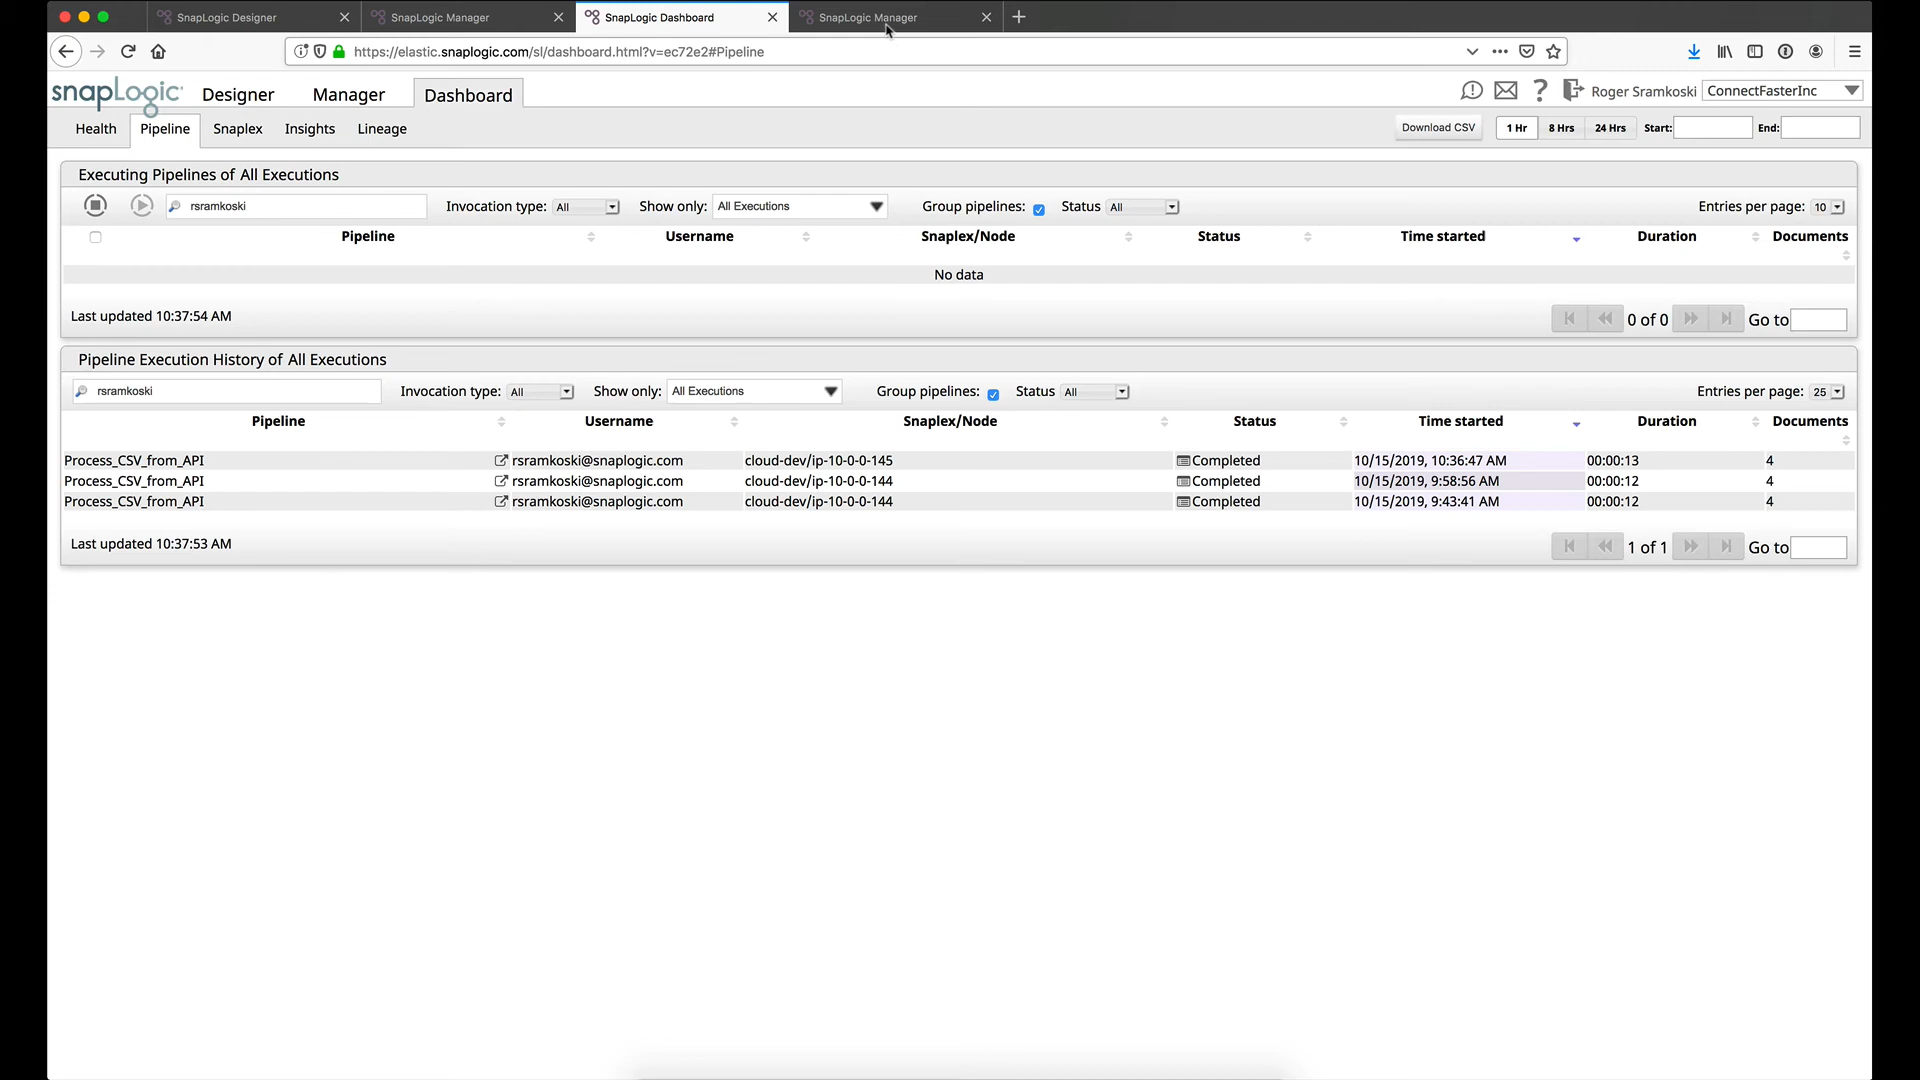 SnapLogic Designer
SnapLogic Manager
SnapLogic Dashboard
SnapLogic Manager
https://elastic.snaplogic.com/sl/dashboard.html?v=ec72e2#Pipeline
snapLogic Designer Manager Dashboard Roger Sramkoski ConnectFasterInc
Health Pipeline Snaplex Insights Lineage Download CSV 1 Hr 8 Hrs 24 Hrs Start: End:
Executing Pipelines of All Executions
rsramkoski Invocation type: All Show only: All Executions Group pipelines: Status All Entries per page: 10
Pipeline Username Snaplex/Node Status Time started Duration Documents
No data
Last updated 10:37:54 AM 0 of 0 Go to
Pipeline Execution History of All Executions
rsramkoski Invocation type: All Show only: All Executions Group pipelines: Status All Entries per page: 25
Pipeline Username Snaplex/Node Status Time started Duration Documents
Process_CSV_from_API rsramkoski@snaplogic.com cloud-dev/ip-10-0-0-145 Completed 10/15/2019, 10:36:47 AM 00:00:13 4
Process_CSV_from_API rsramkoski@snaplogic.com cloud-dev/ip-10-0-0-144 Completed 10/15/2019, 9:58:56 AM 00:00:12 4
Process_CSV_from_API rsramkoski@snaplogic.com cloud-dev/ip-10-0-0-144 Completed 10/15/2019, 9:43:41 AM 00:00:12 4
Last updated 10:37:53 AM 1 of 1 Go to